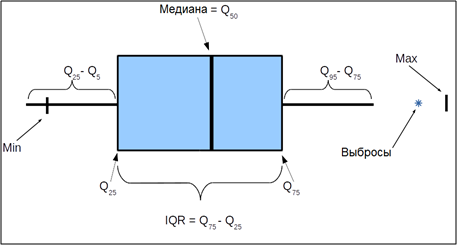 Медиана = Q50
Q25- Q5
Q95- Q75
Max
Min
Выбросы
Q25
Q75
IQR = Q75 - Q25